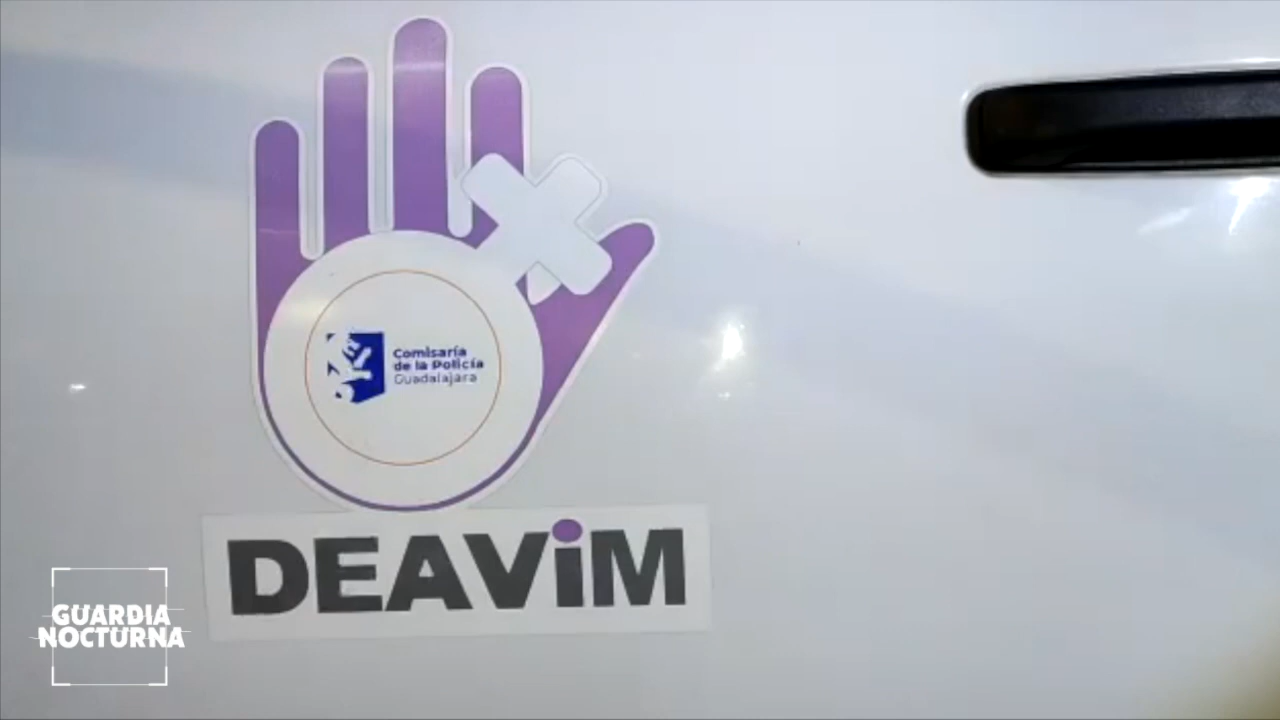 Comisaría
de la Policía
Guadalajara
DEAViM
GUARDIA
NOCTURNA